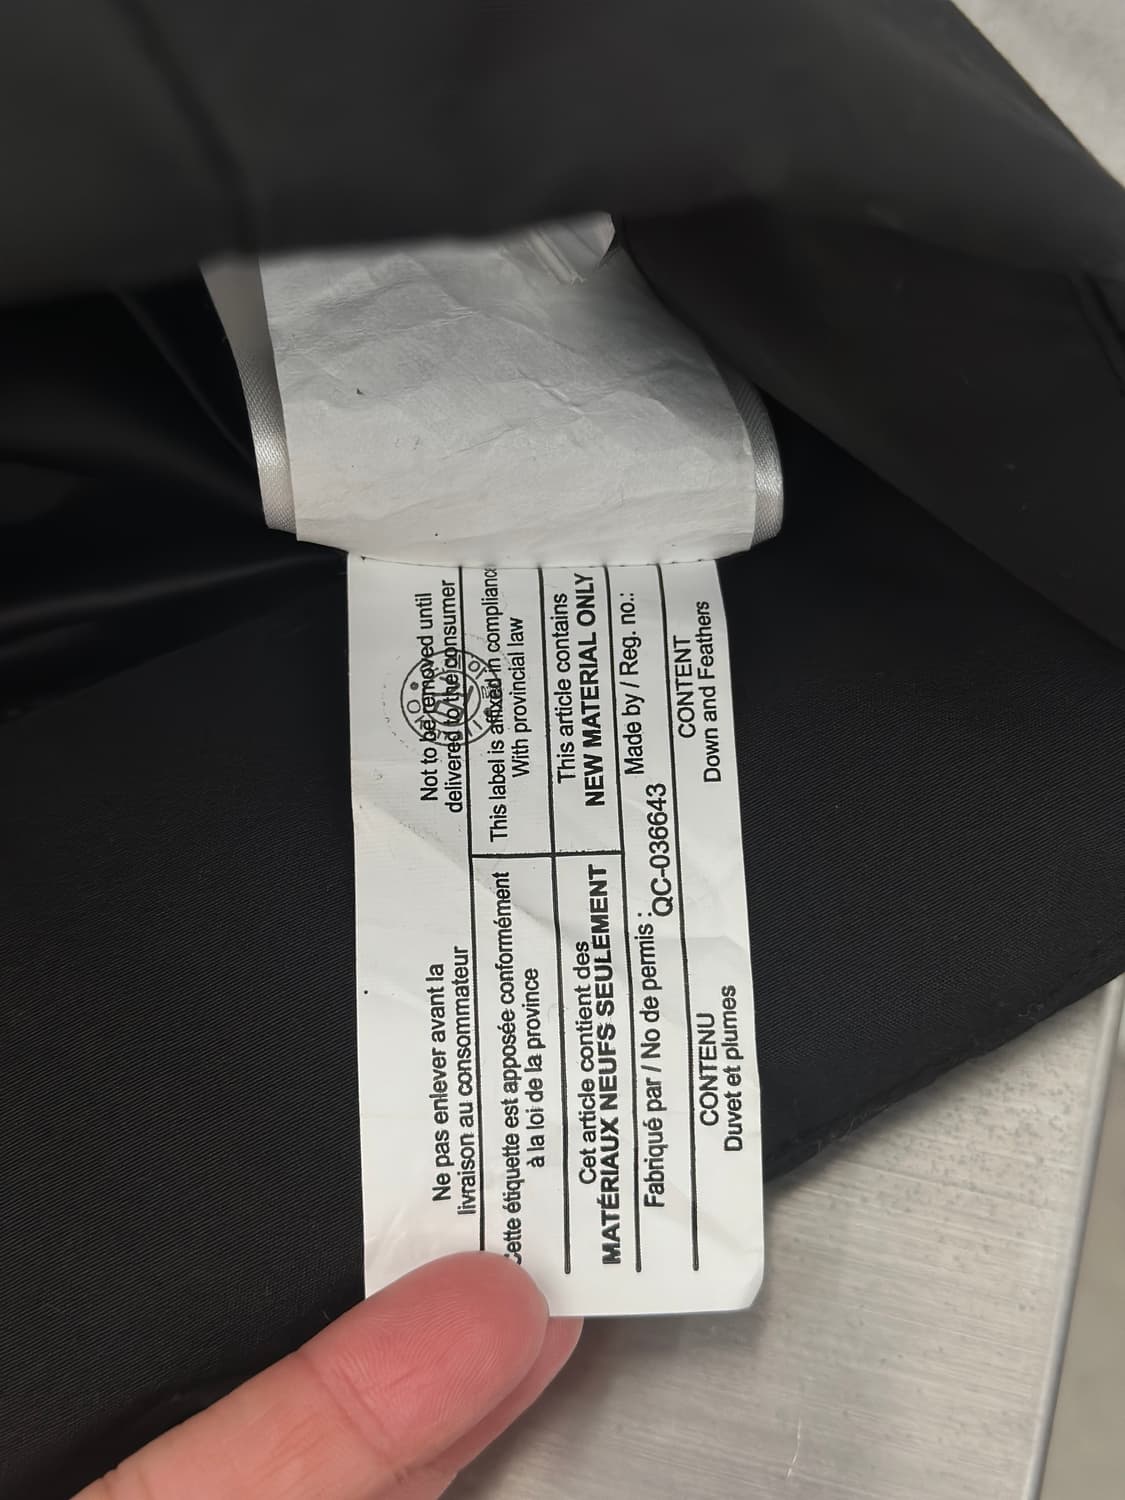 Ne pas enlever avant la
livraison au consommateur
Not to be removed until
delivered to the consumer
Cette étiquette est apposée conformément
à la loi de la province
This label is affixed in compliance
With provincial law
Cet article contient des
MATÉRIAUX NEUFS SEULEMENT
This article contains
NEW MATERIAL ONLY
Fabriqué par / No de permis :
Made by / Reg. no.:
QC-036643
CONTENU
Duvet et plumes
CONTENT
Down and Feathers